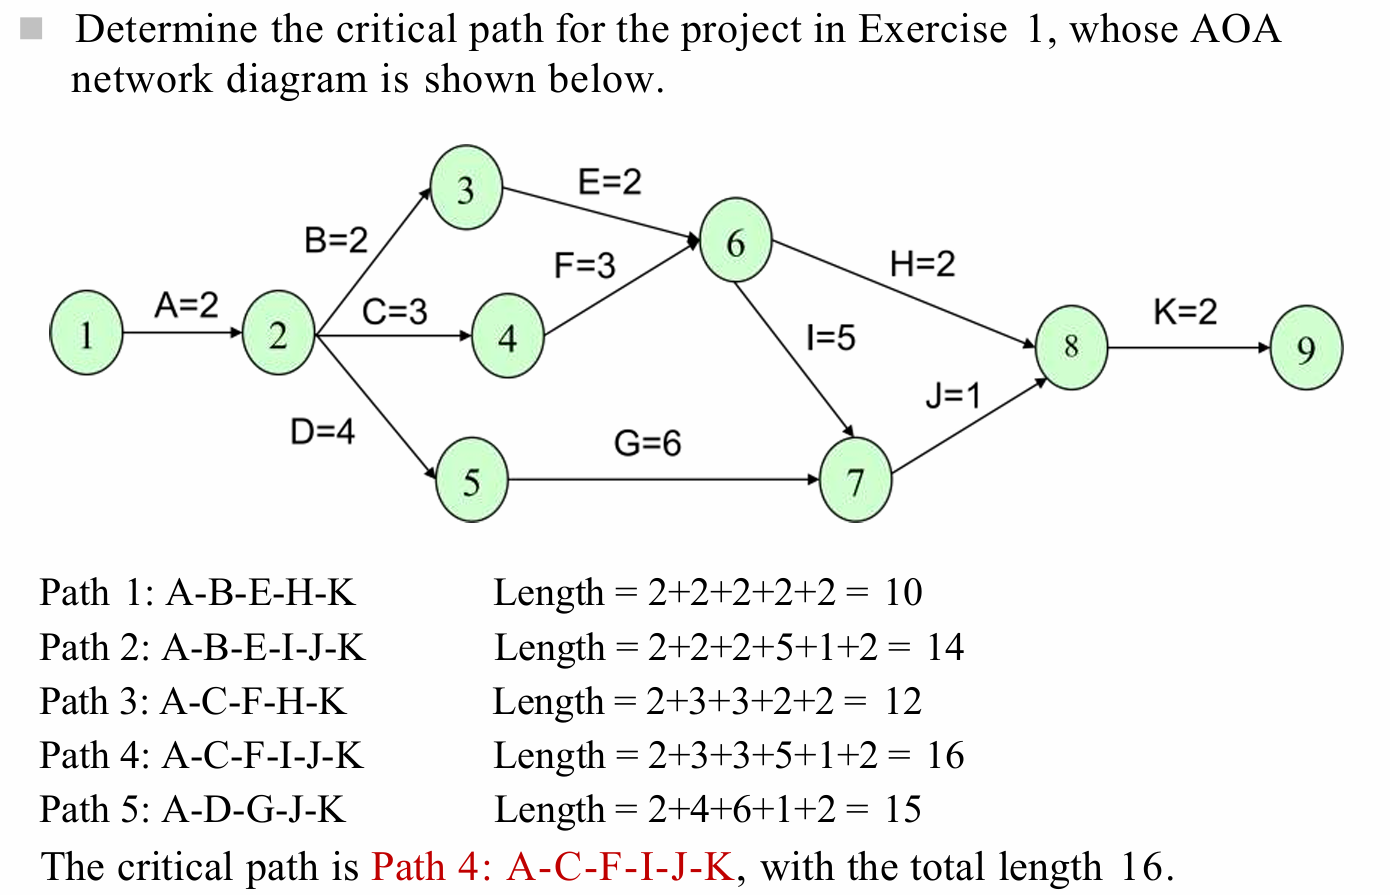 Determine the critical path for the project in Exercise 1, whose AOA
network diagram is shown below.
3
E=2
6
B=2
F=3
H=2
A=2
C=3
K=2
1
2
4
I=5
8
9
J=1
D=4
G=6
5
7
Path 1: A-B-E-H-K Length = 2+2+2+2+2 = 10
Path 2: A-B-E-I-J-K Length = 2+2+2+5+1+2 = 14
Path 3: A-C-F-H-K Length = 2+3+3+2+2 = 12
Path 4: A-C-F-I-J-K Length = 2+3+3+5+1+2 = 16
Path 5: A-D-G-J-K Length = 2+4+6+1+2 = 15
The critical path is Path 4: A-C-F-I-J-K, with the total length 16.